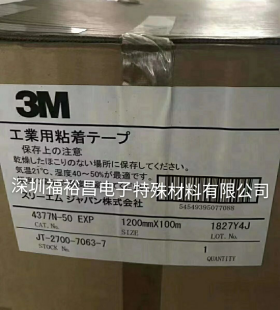 3M
工業用粘着テープ
保存上の注意
乾燥したほこりのない場所に保存してください。
気温21℃、湿度40~50%が最適です。
深圳福裕昌电子特殊材料有限公司
スリーエム ジャパン株式会社
54549395077088
4377N-50 EXP 1200mmX100m 1827Y4J
CAT.No. SIZE LOT.No.
JT-2700-7063-7 1
STOCK No. QUANTITY